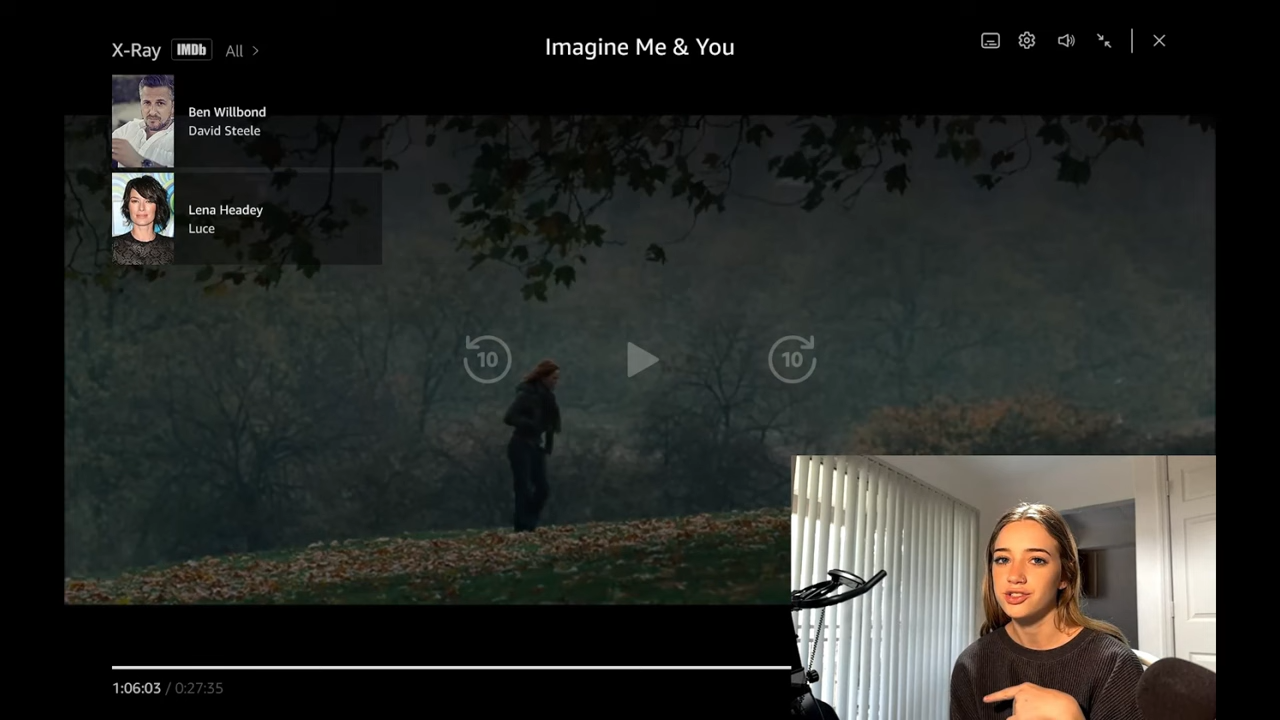 X-Ray IMDb All >
Imagine Me & You
Ben Willbond
David Steele
Lena Headey
Luce
10
10
1:06:03 / 0:27:35